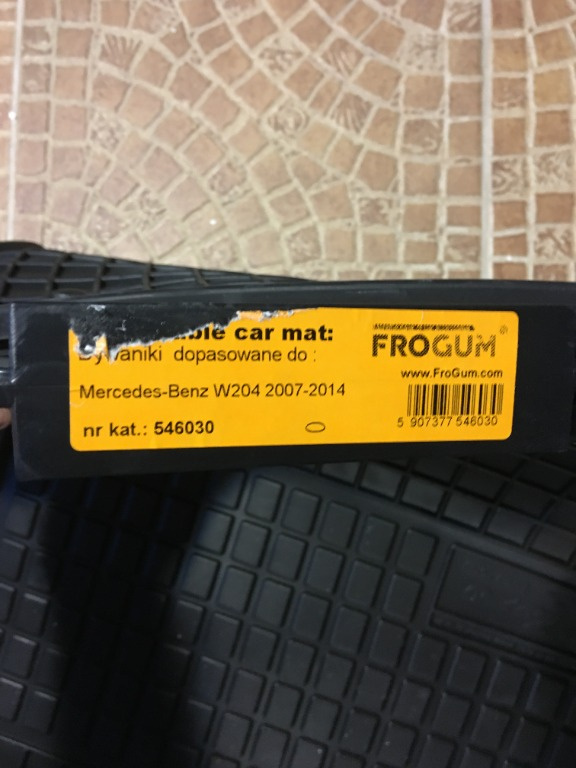 car mat:
dopasowane do :
Mercedes-Benz W204 2007-2014
nr kat.: 546030
FROGUM®
www.FroGum.com
5 907377 546030